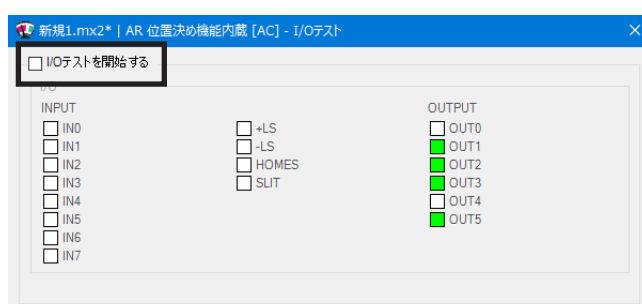 新規1.mx2* | AR 位置決め機能内蔵 [AC] - I/Oテスト
I/Oテストを開始する
I/O
INPUT
IN0
IN1
IN2
IN3
IN4
IN5
IN6
IN7
+LS
-LS
HOMES
SLIT
OUTPUT
OUT0
OUT1
OUT2
OUT3
OUT4
OUT5